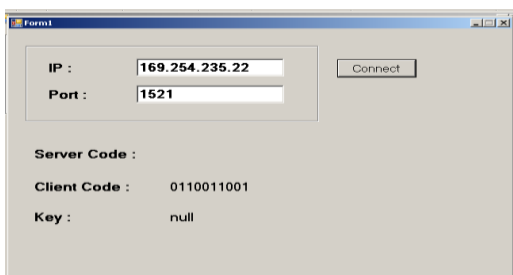 Form1
IP : 169.254.235.22 Connect
Port : 1521
Server Code :
Client Code : 0110011001
Key : null